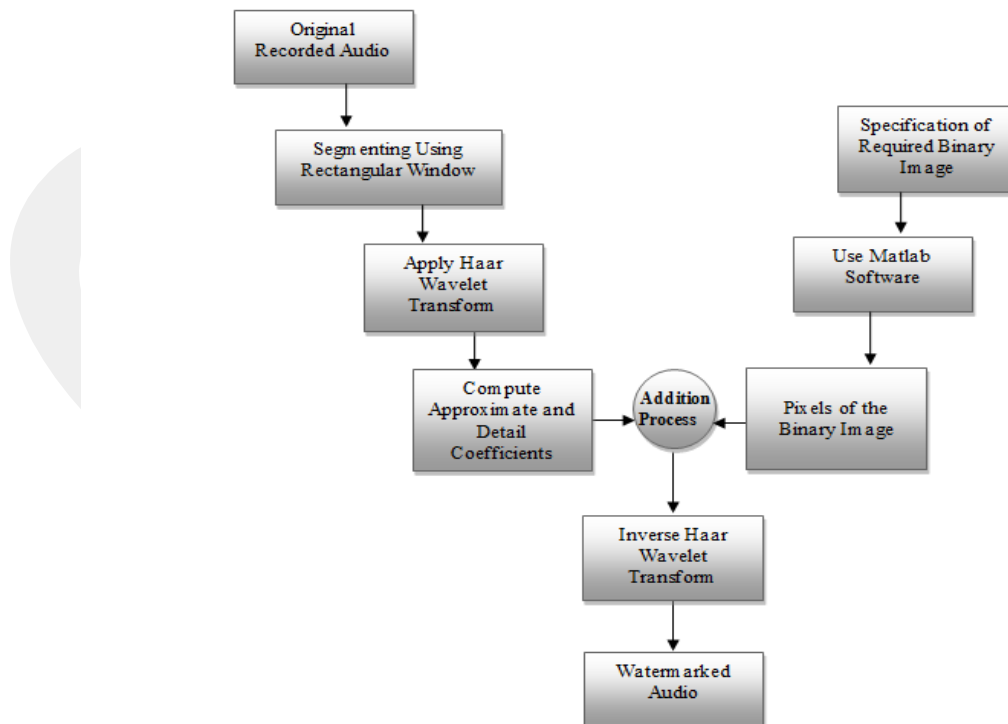 Original
Recorded Audio
Segmenting Using
Rectangular Window
Apply Haar
Wavelet
Transform
Compute
Approximate and
Detail
Coefficients
Specification of
Required Binary
Image
Use Matlab
Software
Pixels of the
Binary Image
Addition
Process
Inverse Haar
Wavelet
Transform
Watermarked
Audio